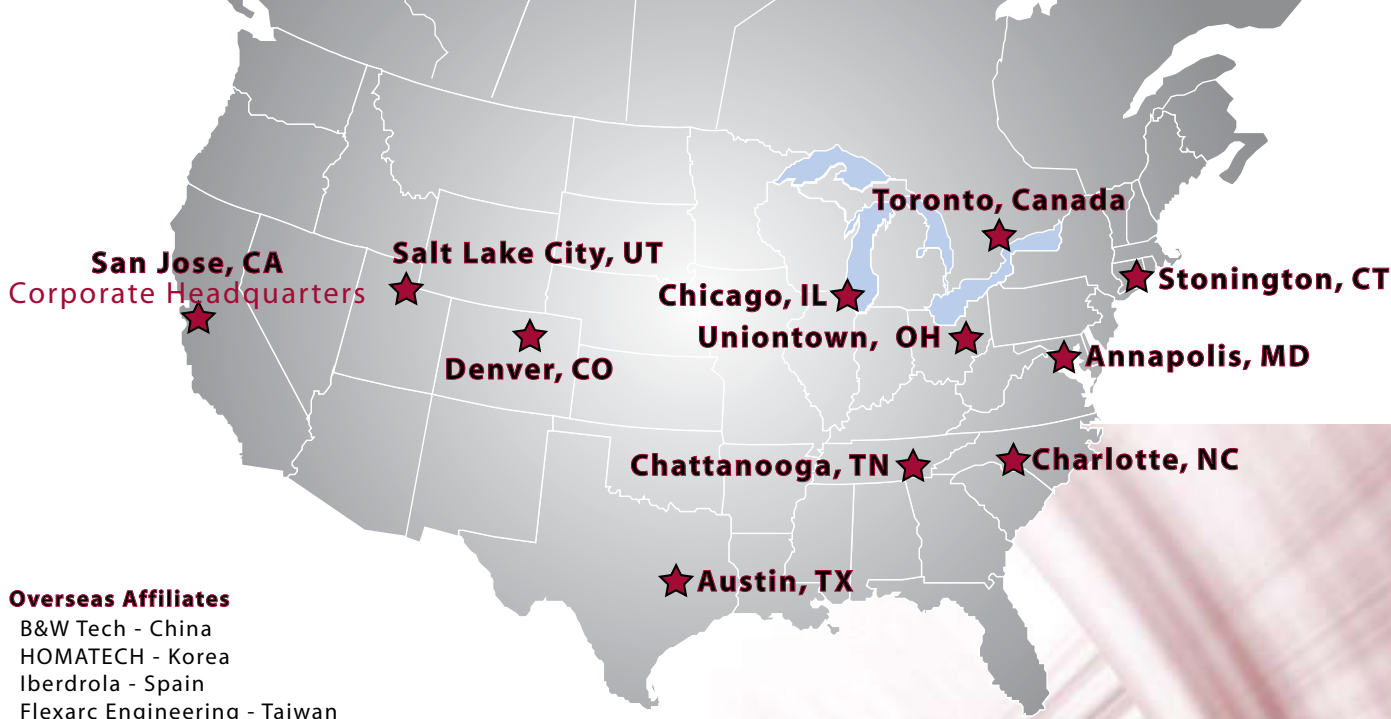 Toronto, Canada
San Jose, CA
Corporate Headquarters
Salt Lake City, UT
Chicago, IL
Stonington, CT
Uniontown, OH
Annapolis, MD
Denver, CO
Chattanooga, TN
Charlotte, NC
Austin, TX
Overseas Affiliates
B&W Tech - China
HOMATECH - Korea
Iberdrola - Spain
Flexarc Engineering - Taiwan